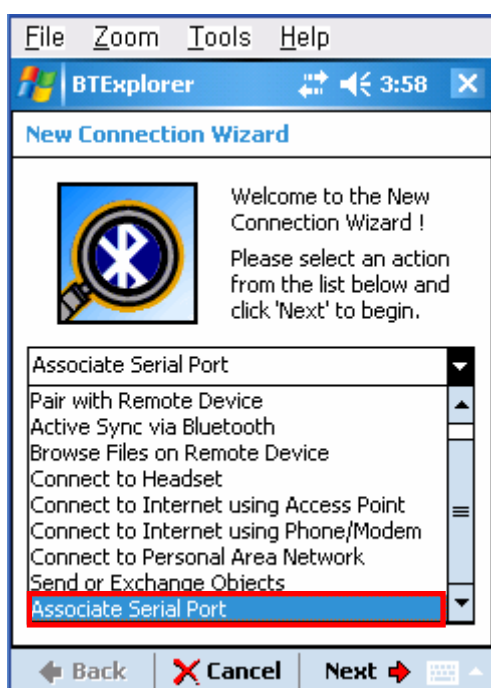 File Zoom Tools Help
BTExplorer 3:58
New Connection Wizard
Welcome to the New
Connection Wizard !
Please select an action
from the list below and
click 'Next' to begin.
Associate Serial Port
Pair with Remote Device
Active Sync via Bluetooth
Browse Files on Remote Device
Connect to Headset
Connect to Internet using Access Point
Connect to Internet using Phone/Modem
Connect to Personal Area Network
Send or Exchange Objects
Associate Serial Port
Back Cancel Next